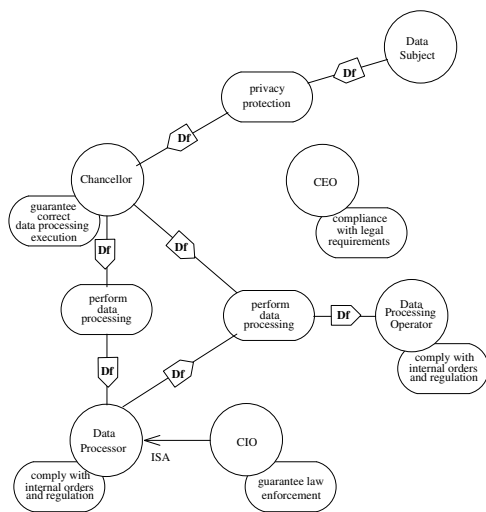 Data
Subject
Df
privacy
protection
Df
Chancellor
CEO
guarantee
correct
data processing
execution
compliance
with legal
requirements
Df
Df
perform
data
processing
perform
data
processing
Df
Data
Processing
Operator
comply with
internal orders
and regulation
Df
Df
Data
Processor
ISA
CIO
comply with
internal orders
and regulation
guarantee law
enforcement